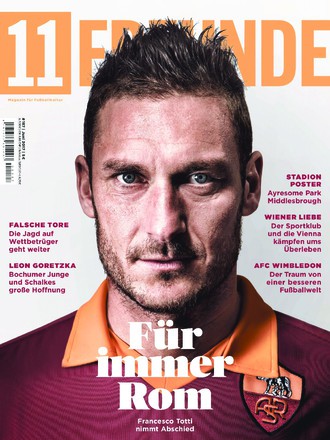 11 FREUNDE
Magazin für Fußballkultur
STADION
POSTER
Ayresome Park
Middlesbrough
FALSCHE TORE
Die Jagd auf
Wettbetrüger
geht weiter
WIENER LIEBE
Der Sportklub
und die Vienna
kämpfen ums
Überleben
LEON GORETZKA
Bochumer Junge
und Schalkes
große Hoffnung
AFC WIMBLEDON
Der Traum von
einer besseren
Fußballwelt
Für
immer
Rom
Francesco Totti
nimmt Abschied